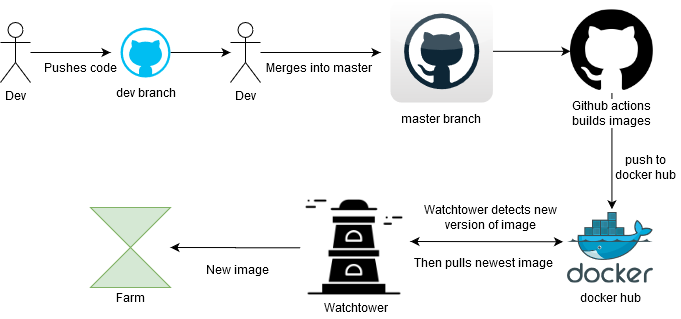 Dev
Pushes code
dev branch
Dev
Merges into master
master branch
Github actions
builds images
push to
docker hub
Farm
New image
Watchtower
Watchtower detects new
version of image
Then pulls newest image
docker
docker hub
D
D